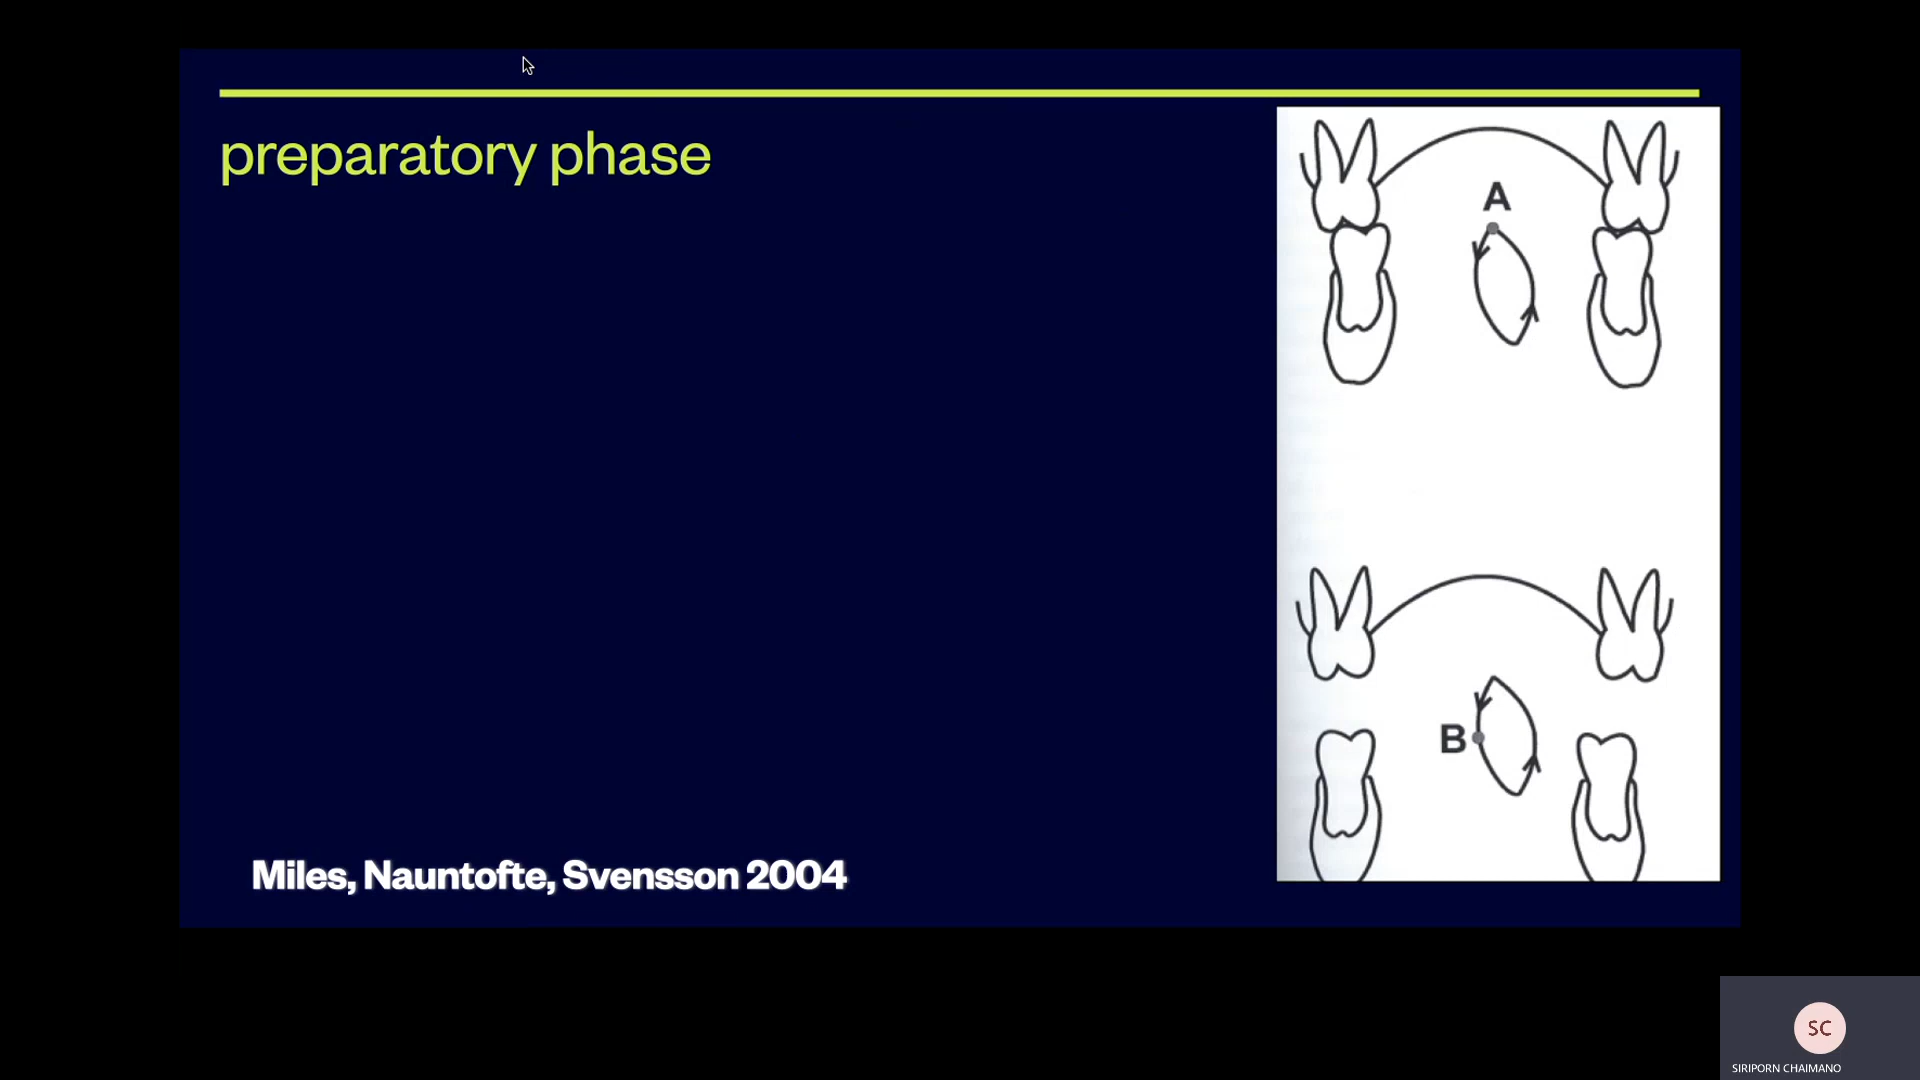 preparatory phase
A
B
Miles, Nauntofte, Svensson 2004
SC
SIRIPORN CHAIMANO